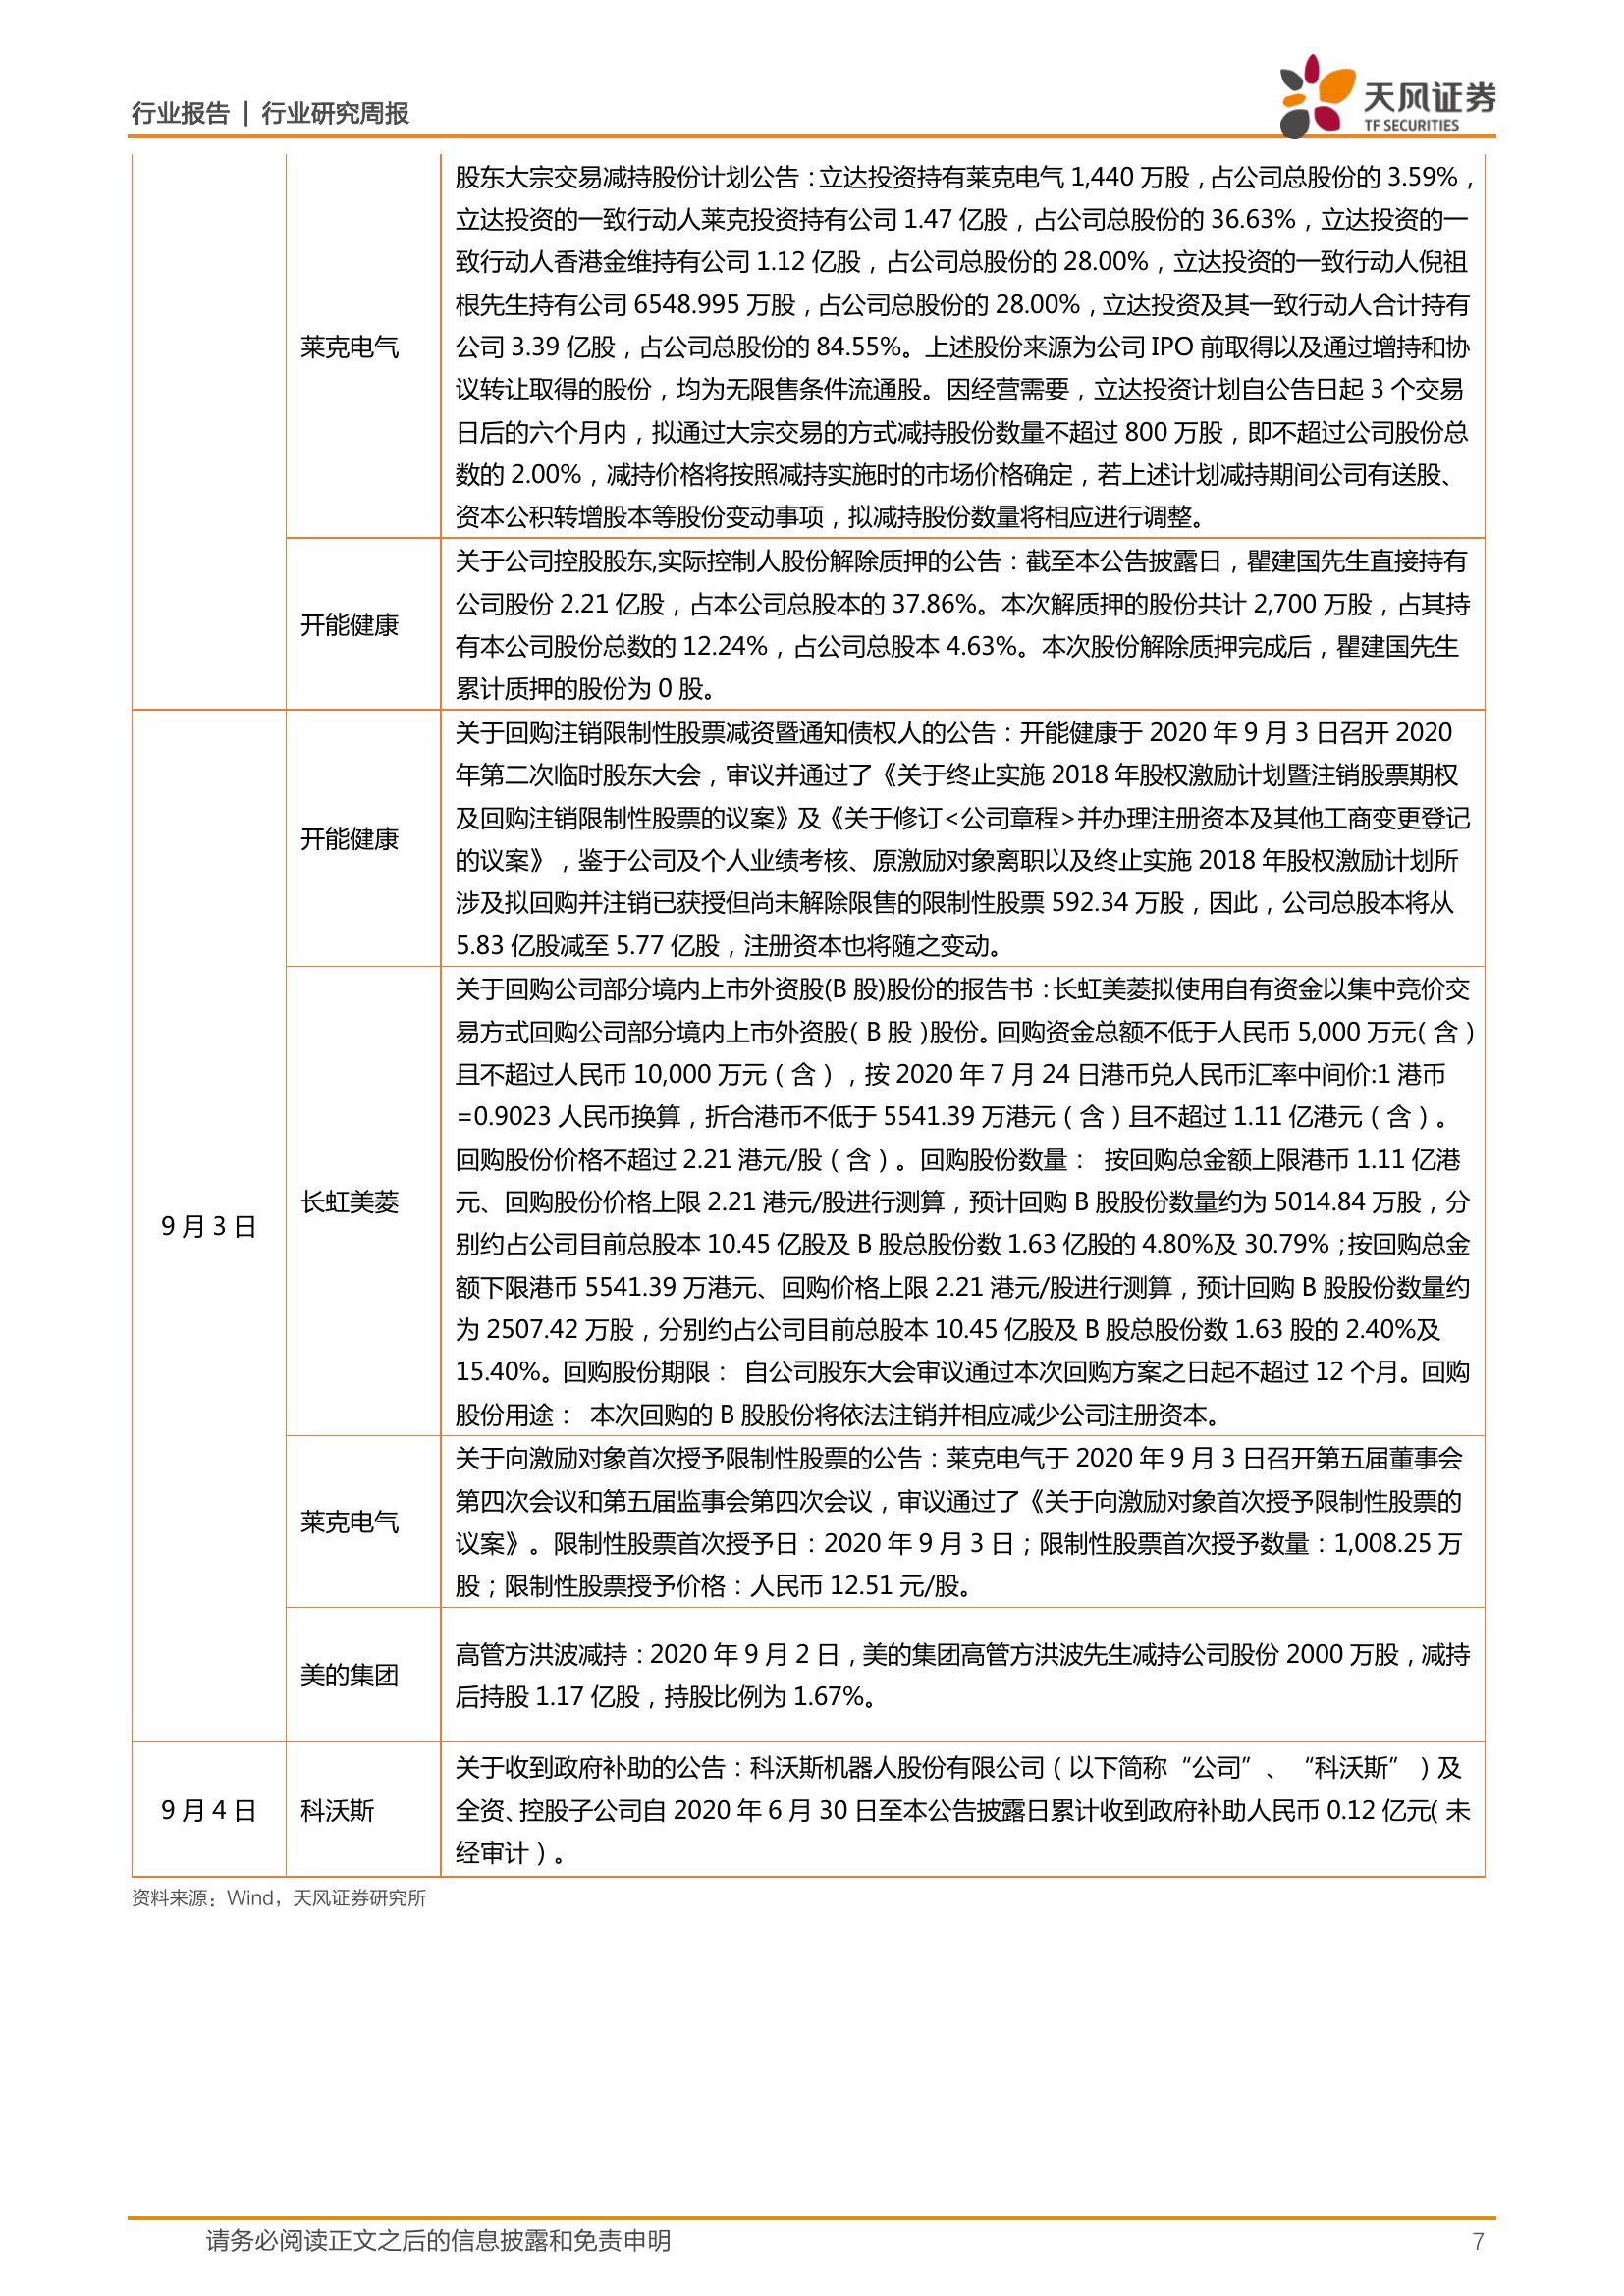 行业报告 | 行业研究周报
天风证券
TF SECURITIES
莱克电气
股东大宗交易减持股份计划公告：立达投资持有莱克电气 1,440 万股，占公司总股份的 3.59%，
立达投资的一致行动人莱克投资持有公司 1.47 亿股，占公司总股份的 36.63%，立达投资的一
致行动人香港金维持有公司 1.12 亿股，占公司总股份的 28.00%，立达投资的一致行动人倪祖
根先生持有公司 6548.995 万股，占公司总股份的 28.00%，立达投资及其一致行动人合计持有
公司 3.39 亿股，占公司总股份的 84.55%。上述股份来源为公司 IPO 前取得以及通过增持和协
议转让取得的股份，均为无限售条件流通股。因经营需要，立达投资计划自公告日起 3 个交易
日后的六个月内，拟通过大宗交易的方式减持股份数量不超过 800 万股，即不超过公司股份总
数的 2.00%，减持价格将按照减持实施时的市场价格确定，若上述计划减持期间公司有送股、
资本公积转增股本等股份变动事项，拟减持股份数量将相应进行调整。
开能健康
关于公司控股股东,实际控制人股份解除质押的公告：截至本公告披露日，瞿建国先生直接持有
公司股份 2.21 亿股，占本公司总股本的 37.86%。本次解质押的股份共计 2,700 万股，占其持
有本公司股份总数的 12.24%，占公司总股本 4.63%。本次股份解除质押完成后，瞿建国先生
累计质押的股份为 0 股。
9 月 3 日
开能健康
关于回购注销限制性股票减资暨通知债权人的公告：开能健康于 2020 年 9 月 3 日召开 2020
年第二次临时股东大会，审议并通过了《关于终止实施 2018 年股权激励计划暨注销股票期权
及回购注销限制性股票的议案》及《关于修订<公司章程>并办理注册资本及其他工商变更登记
的议案》，鉴于公司及个人业绩考核、原激励对象离职以及终止实施 2018 年股权激励计划所
涉及拟回购并注销已获授但尚未解除限售的限制性股票 592.34 万股，因此，公司总股本将从
5.83 亿股减至 5.77 亿股，注册资本也将随之变动。
长虹美菱
关于回购公司部分境内上市外资股(B 股)股份的报告书：长虹美菱拟使用自有资金以集中竞价交
易方式回购公司部分境内上市外资股（B 股）股份。回购资金总额不低于人民币 5,000 万元（含）
且不超过人民币 10,000 万元（含），按 2020 年 7 月 24 日港币兑人民币汇率中间价:1 港币
=0.9023 人民币换算，折合港币不低于 5541.39 万港元（含）且不超过 1.11 亿港元（含）。
回购股份价格不超过 2.21 港元/股（含）。回购股份数量： 按回购总金额上限港币 1.11 亿港
元、回购股份价格上限 2.21 港元/股进行测算，预计回购 B 股股份数量约为 5014.84 万股，分
别约占公司目前总股本 10.45 亿股及 B 股总股份数 1.63 亿股的 4.80%及 30.79%；按回购总金
额下限港币 5541.39 万港元、回购价格上限 2.21 港元/股进行测算，预计回购 B 股股份数量约
为 2507.42 万股，分别约占公司目前总股本 10.45 亿股及 B 股总股份数 1.63 股的 2.40%及
15.40%。回购股份期限： 自公司股东大会审议通过本次回购方案之日起不超过 12 个月。回购
股份用途： 本次回购的 B 股股份将依法注销并相应减少公司注册资本。
莱克电气
关于向激励对象首次授予限制性股票的公告：莱克电气于 2020 年 9 月 3 日召开第五届董事会
第四次会议和第五届监事会第四次会议，审议通过了《关于向激励对象首次授予限制性股票的
议案》。限制性股票首次授予日：2020 年 9 月 3 日；限制性股票首次授予数量：1,008.25 万
股；限制性股票授予价格：人民币 12.51 元/股。
美的集团
高管方洪波减持：2020 年 9 月 2 日，美的集团高管方洪波先生减持公司股份 2000 万股，减持
后持股 1.17 亿股，持股比例为 1.67%。
9 月 4 日
科沃斯
关于收到政府补助的公告：科沃斯机器人股份有限公司（以下简称“公司”、“科沃斯”）及
全资、控股子公司自 2020 年 6 月 30 日至本公告披露日累计收到政府补助人民币 0.12 亿元（未
经审计）。
资料来源：Wind，天风证券研究所
请务必阅读正文之后的信息披露和免责申明
7